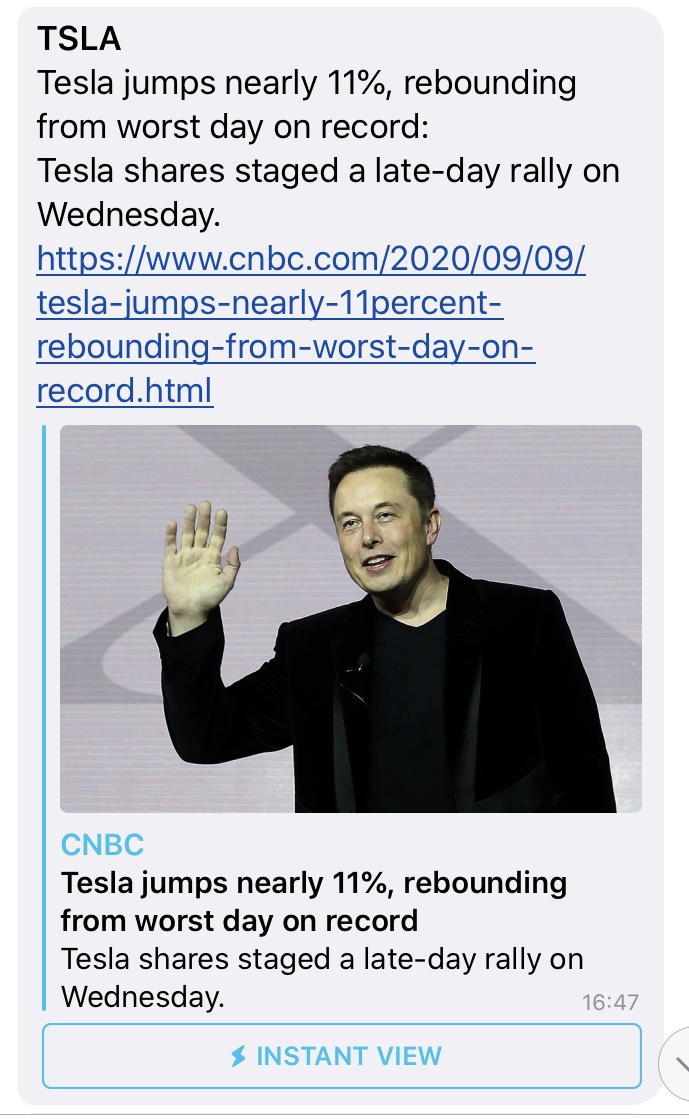 TSLA
Tesla jumps nearly 11%, rebounding
from worst day on record:
Tesla shares staged a late-day rally on
Wednesday.
https://www.cnbc.com/2020/09/09/
tesla-jumps-nearly-11percent-
rebounding-from-worst-day-on-
record.html
CNBC
Tesla jumps nearly 11%, rebounding
from worst day on record
Tesla shares staged a late-day rally on
Wednesday.
16:47
INSTANT VIEW